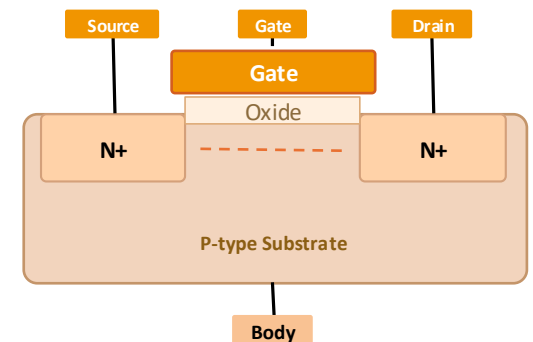 Source
Gate
Drain
Gate
Oxide
N+
N+
P-type Substrate
Body